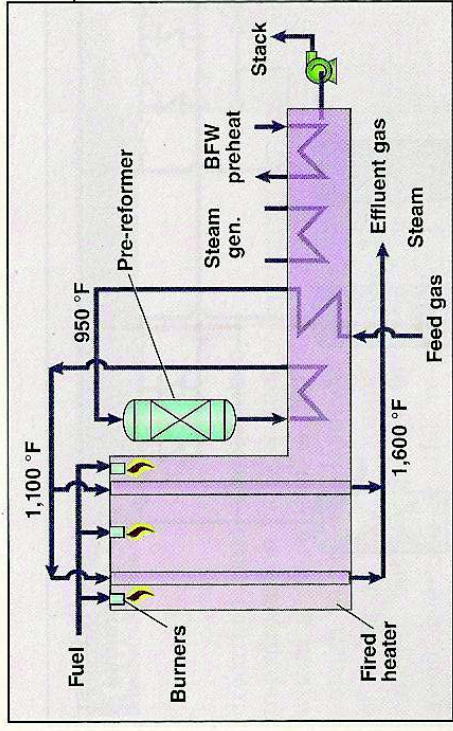 Fuel
Burners
Fired
heater
1,100 °F
950 °F
Pre-reformer
Steam
gen.
BFW
preheat
Stack
1,600 °F
Feed gas
Steam
Effluent gas